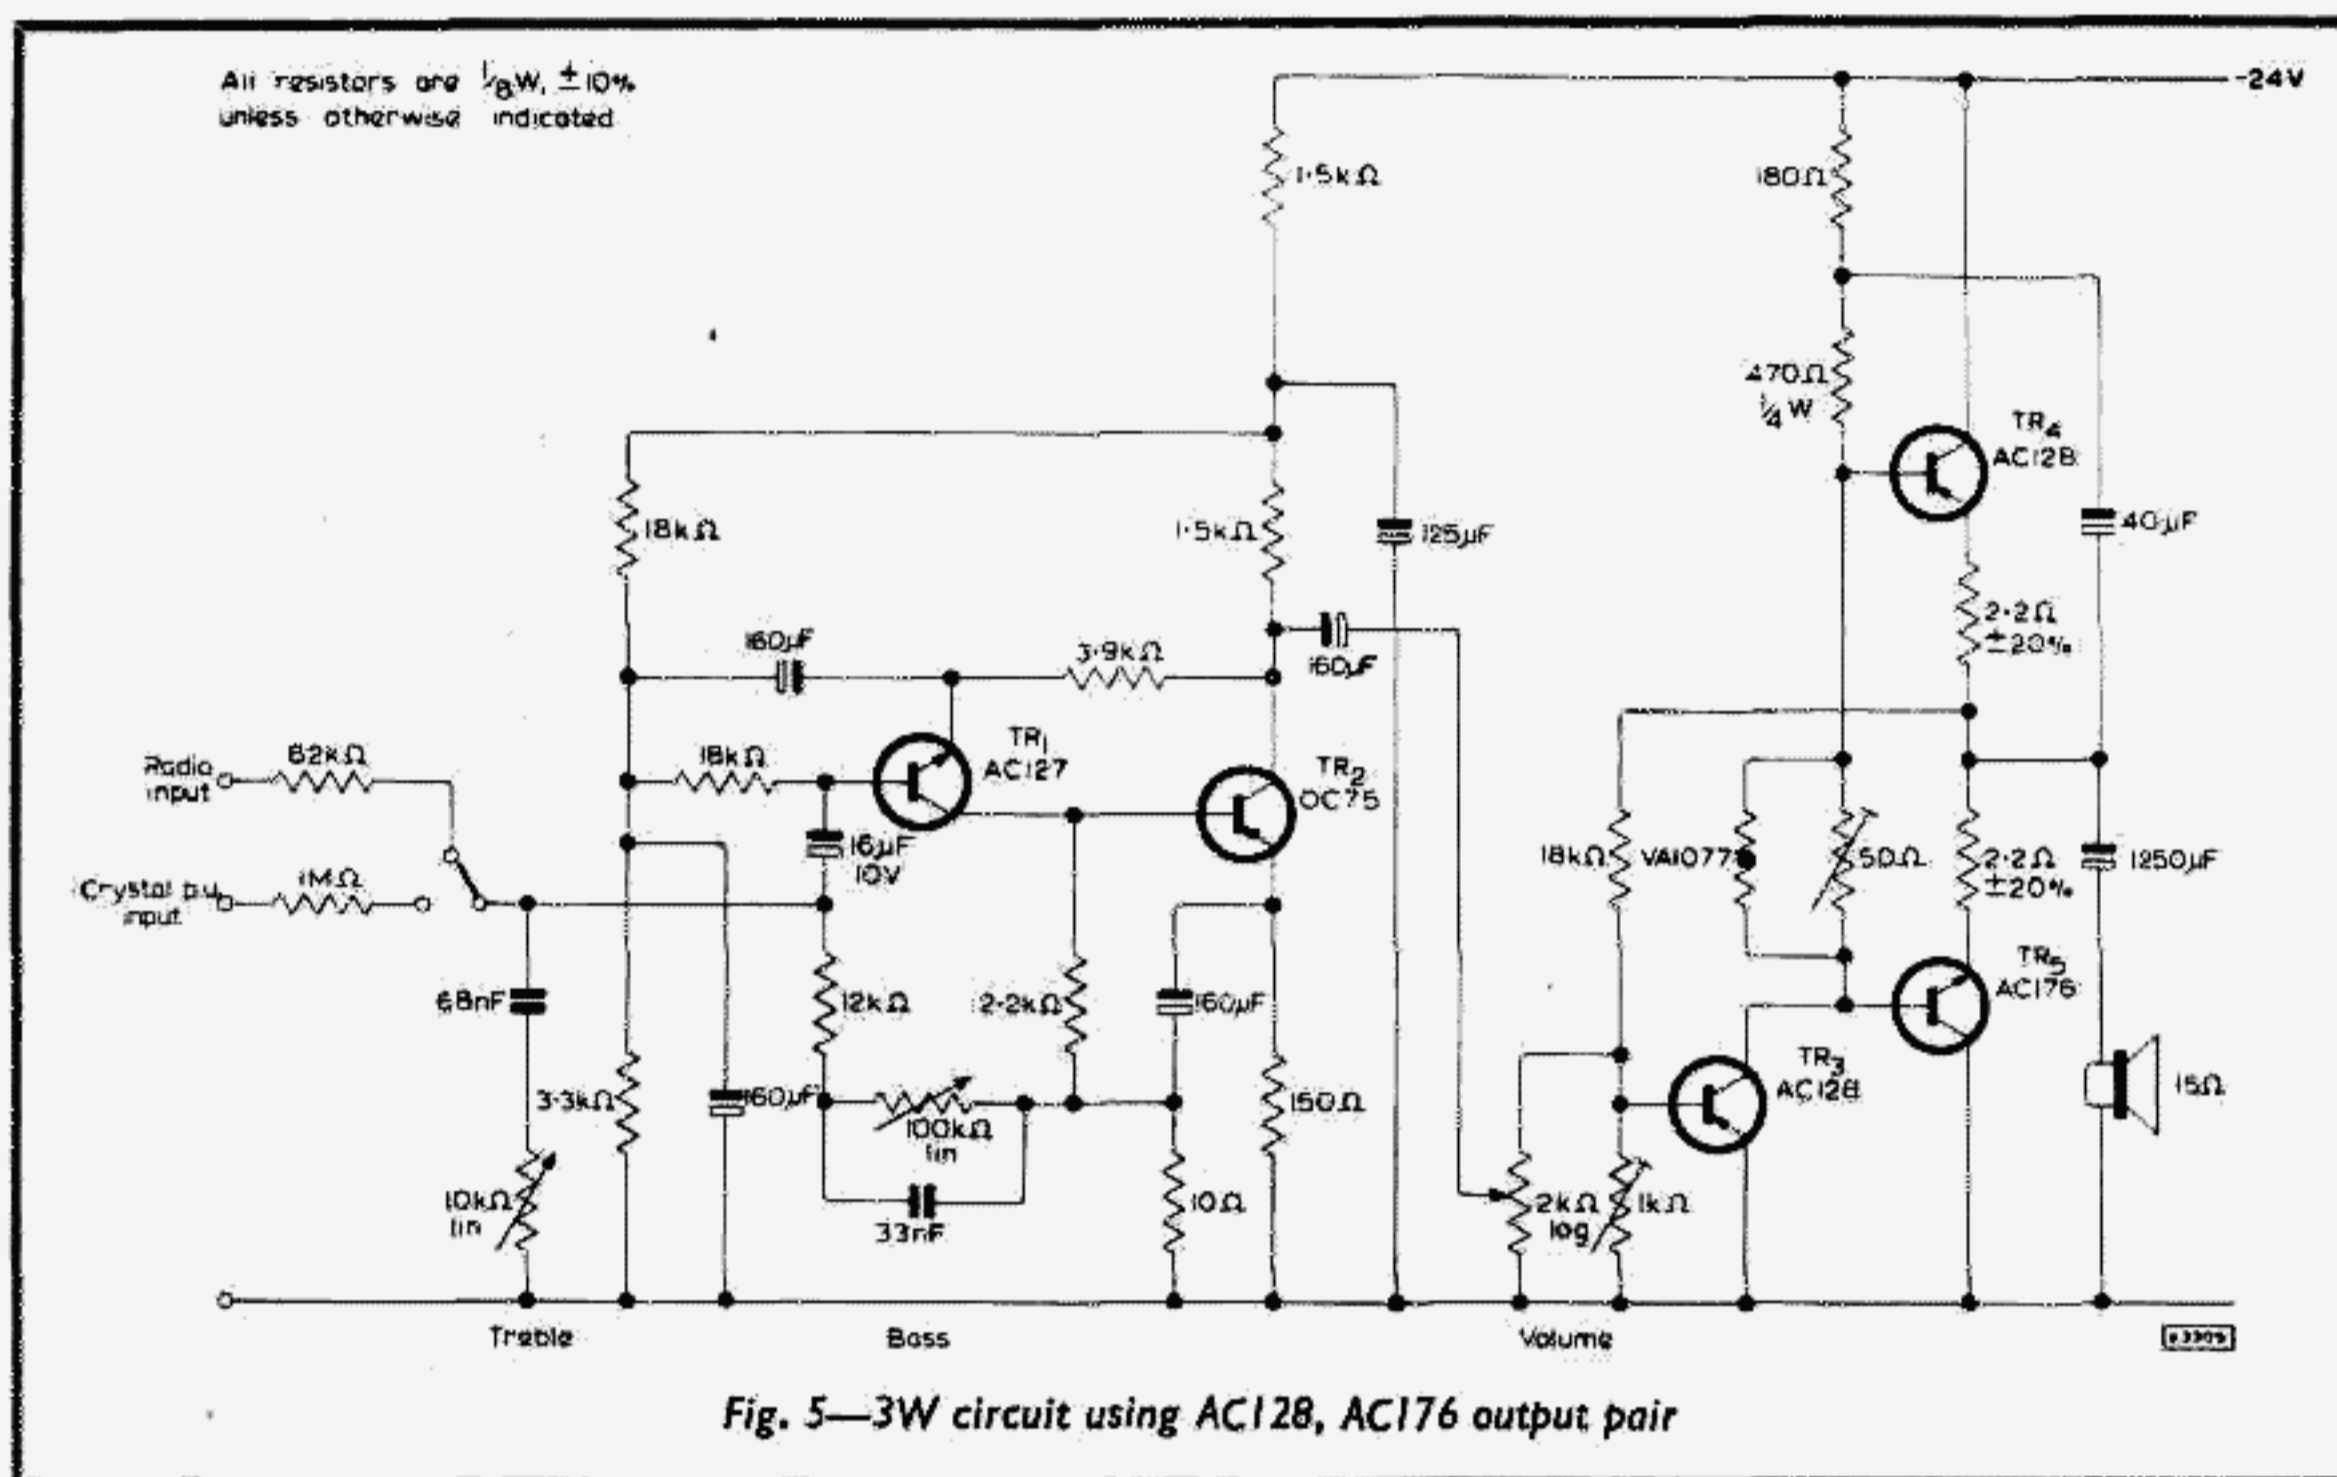 All resistors are 1/8W, ±10%
unless otherwise indicated
-24V
1·5kΩ
180Ω
470Ω
1/4 W
TR4
AC128
18kΩ
1·5kΩ
125µF
40µF
2·2Ω
±20%
160µF
3·9kΩ
160µF
Radio
input
82kΩ
18kΩ
TR1
AC127
TR2
OC75
16µF
10V
18kΩ
VA1077
50Ω
2·2Ω
±20%
1250µF
Crystal p.u.
input
1MΩ
68nF
12kΩ
2·2kΩ
160µF
TR5
AC176
3·3kΩ
160µF
100kΩ
lin
150Ω
TR3
AC128
15Ω
10kΩ
lin
33nF
10Ω
2kΩ
log
1kΩ
Treble
Bass
Volume
Fig. 5—3W circuit using AC128, AC176 output pair